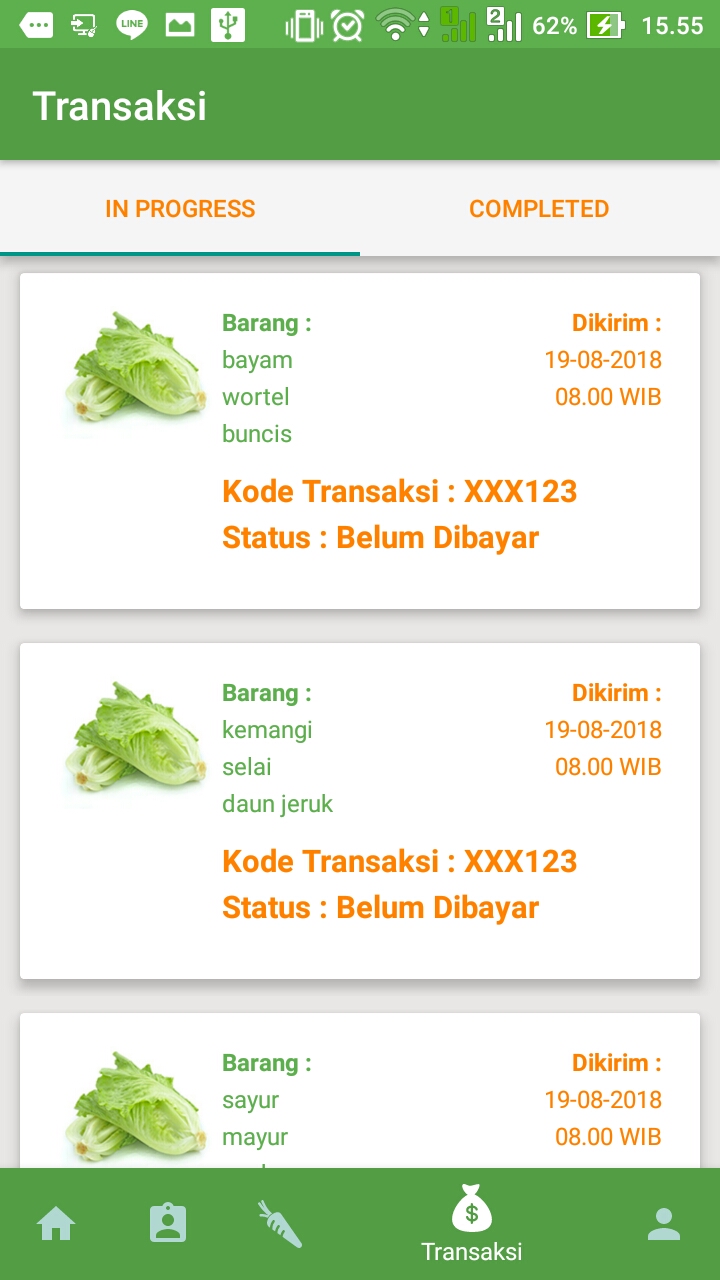 LINE
1
2
62%
15.55
Transaksi
IN PROGRESS
COMPLETED
Barang :
Dikirim :
bayam
19-08-2018
wortel
08.00 WIB
buncis
Kode Transaksi : XXX123
Status : Belum Dibayar
Barang :
Dikirim :
kemangi
19-08-2018
selai
08.00 WIB
daun jeruk
Kode Transaksi : XXX123
Status : Belum Dibayar
Barang :
Dikirim :
sayur
19-08-2018
mayur
08.00 WIB
$
Transaksi